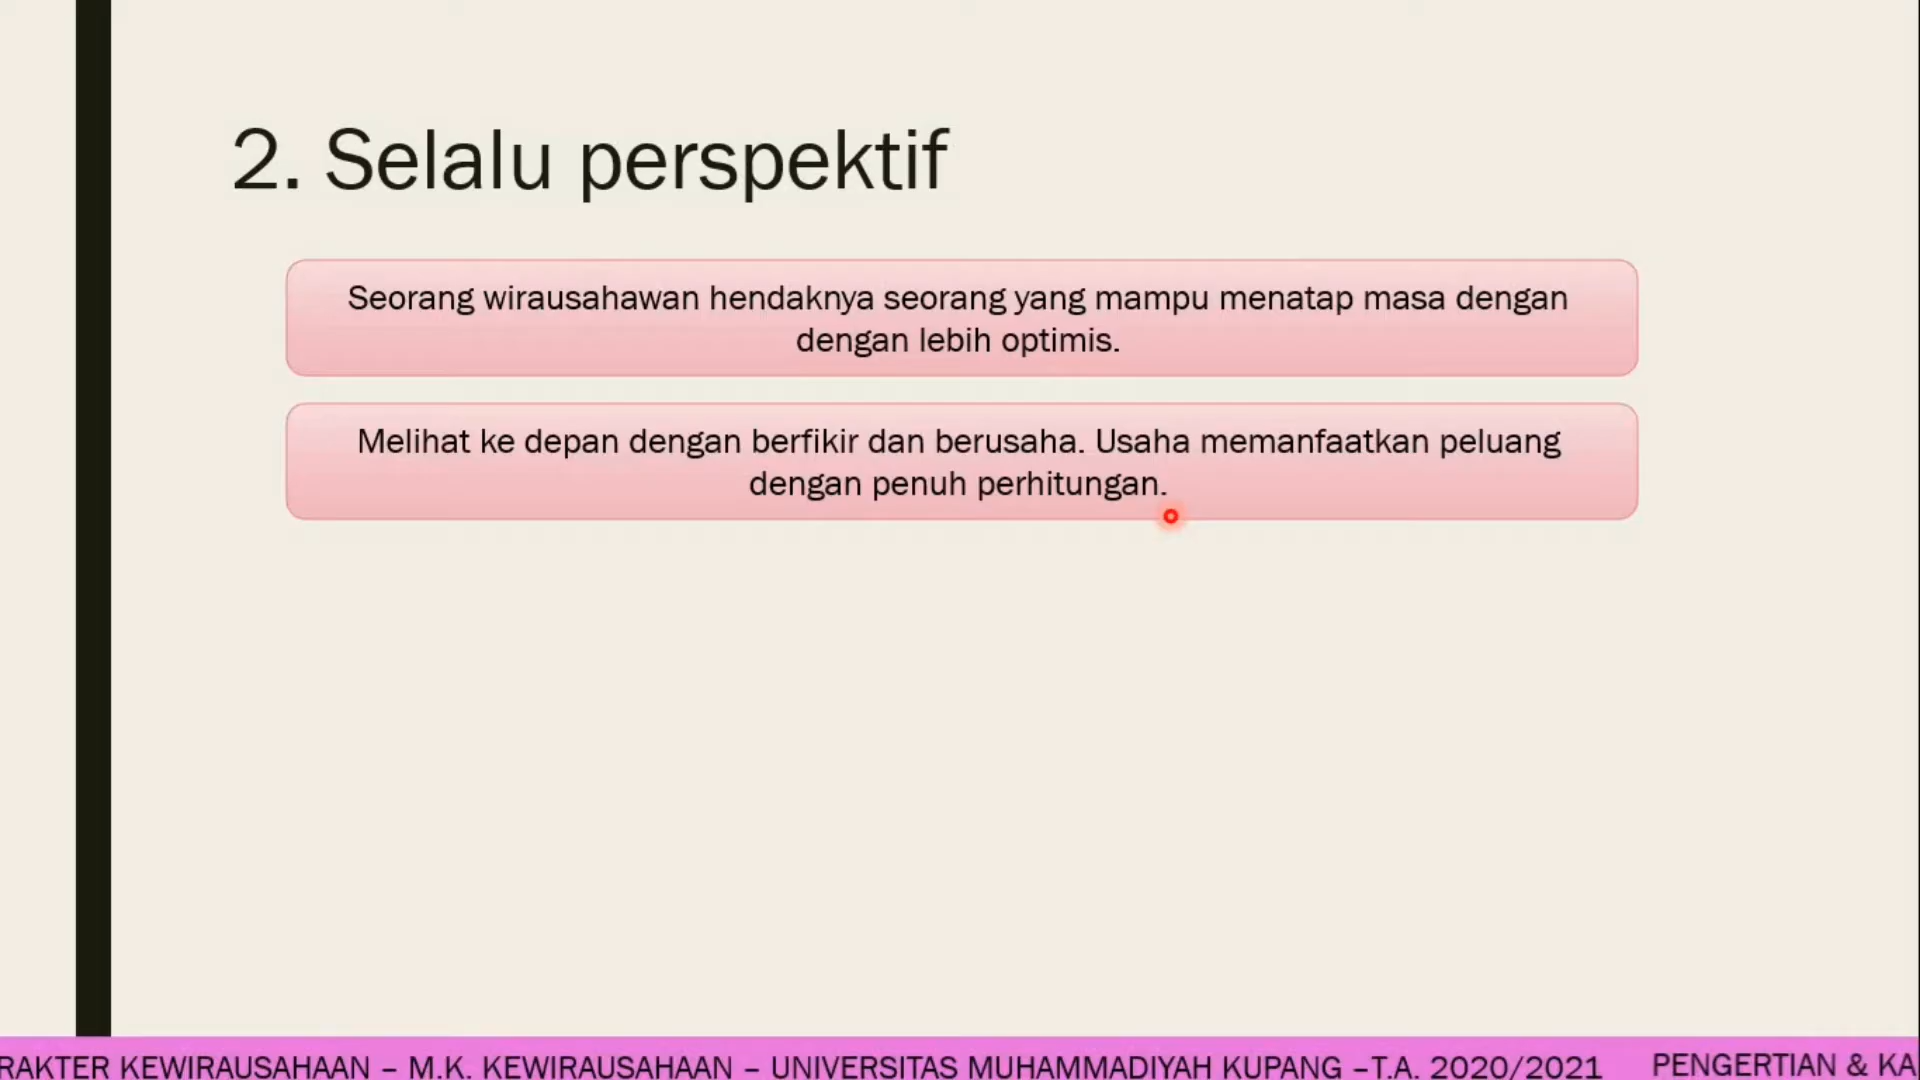 2. Selalu perspektif
Seorang wirausahawan hendaknya seorang yang mampu menatap masa dengan
dengan lebih optimis.
Melihat ke depan dengan berfikir dan berusaha. Usaha memanfaatkan peluang
dengan penuh perhitungan.
RAKTER KEWIRAUSAHAAN – M.K. KEWIRAUSAHAAN – UNIVERSITAS MUHAMMADIYAH KUPANG –T.A. 2020/2021 PENGERTIAN & KA